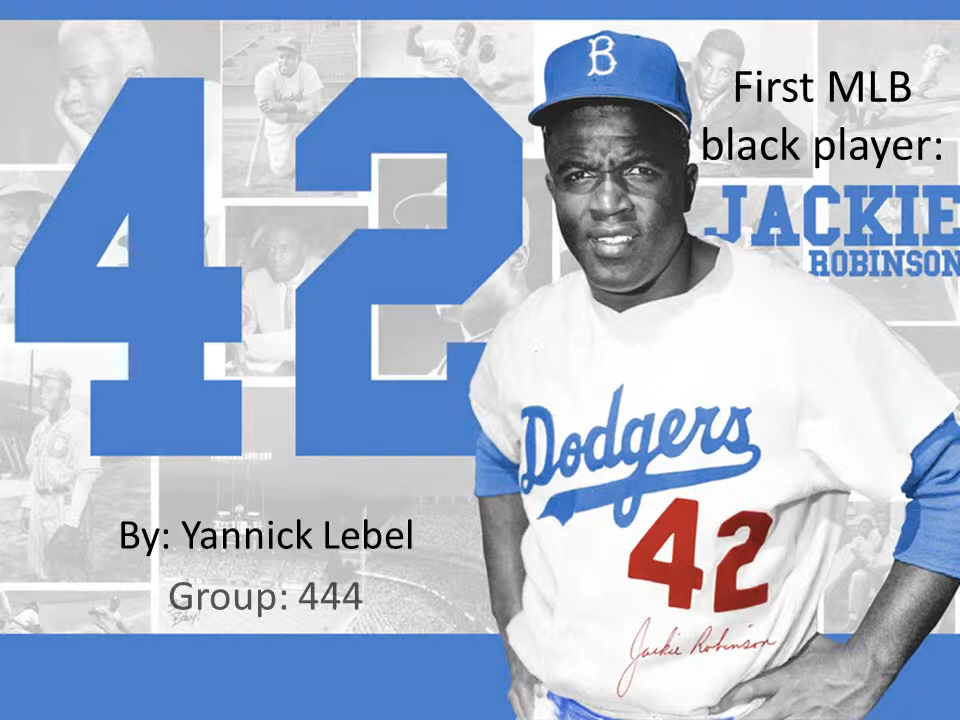 42
B
First MLB
black player:
JACKIE
ROBINSON
Dodgers
42
Jackie Robinson
By: Yannick Lebel
Group: 444